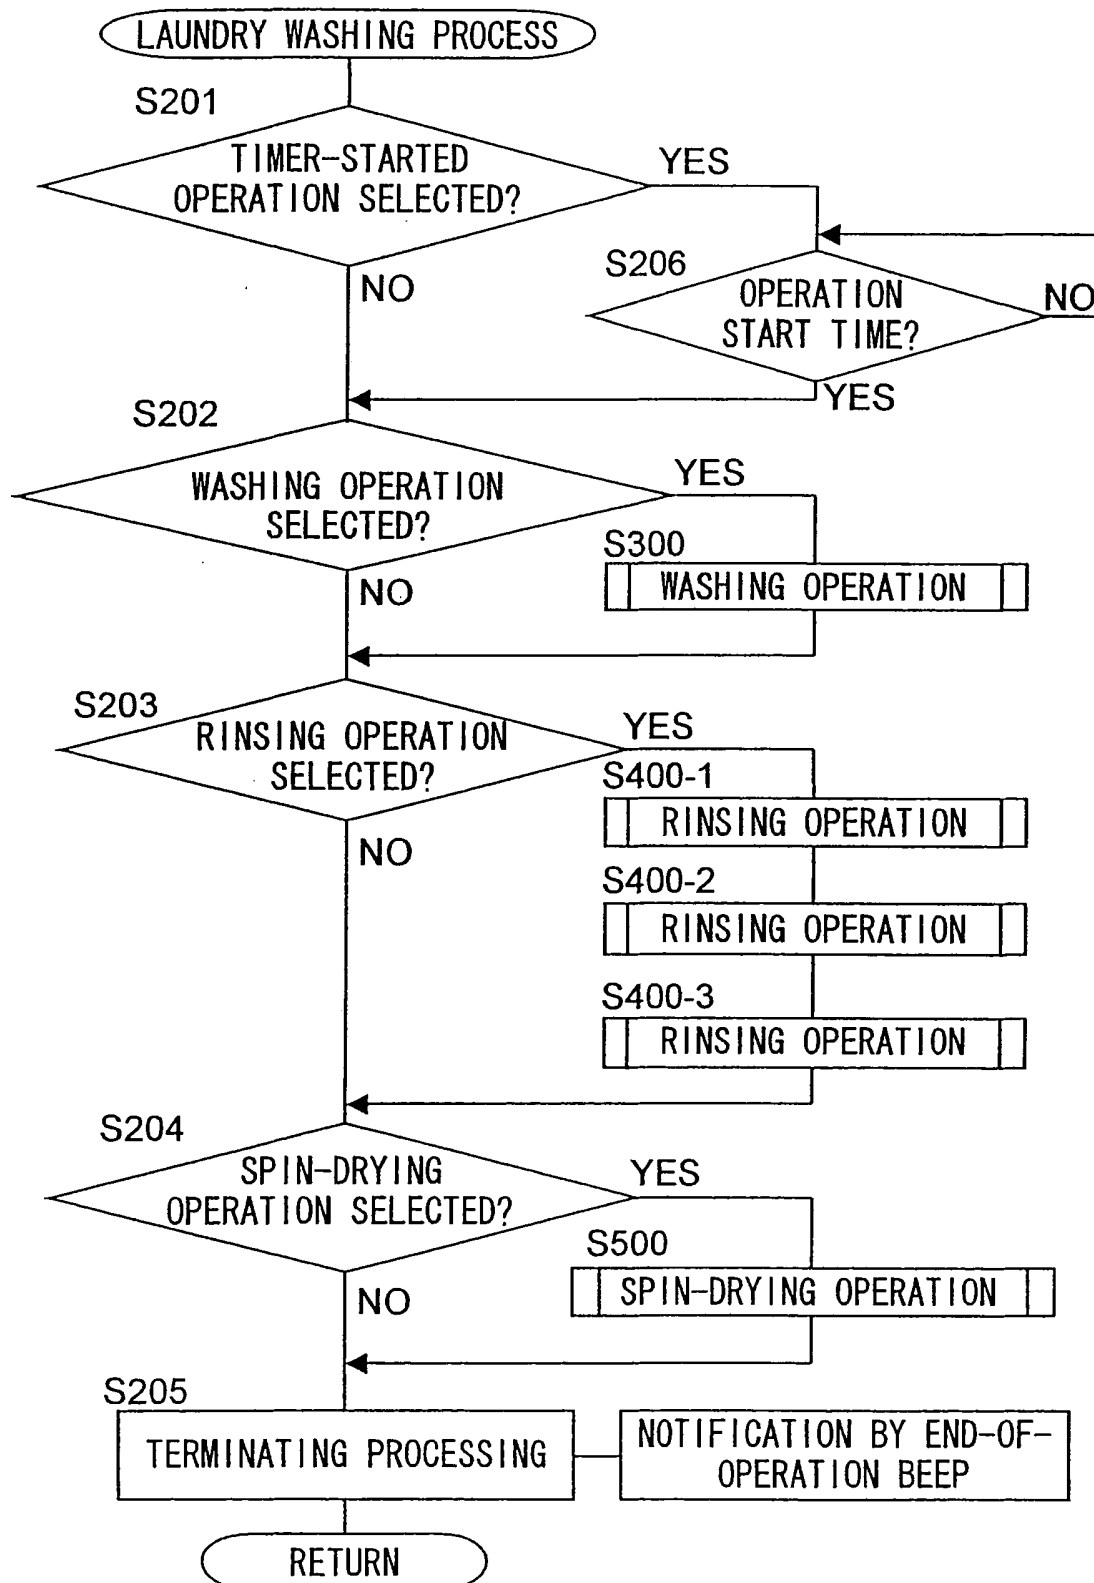 LAUNDRY WASHING PROCESS
S201
TIMER-STARTED
OPERATION SELECTED?
YES
NO
S206
OPERATION
START TIME?
NO
YES
S202
WASHING OPERATION
SELECTED?
YES
NO
S300
WASHING OPERATION
S203
RINSING OPERATION
SELECTED?
YES
NO
S400-1
RINSING OPERATION
S400-2
RINSING OPERATION
S400-3
RINSING OPERATION
S204
SPIN-DRYING
OPERATION SELECTED?
YES
NO
S500
SPIN-DRYING OPERATION
S205
TERMINATING PROCESSING
NOTIFICATION BY END-OF-
OPERATION BEEP
RETURN